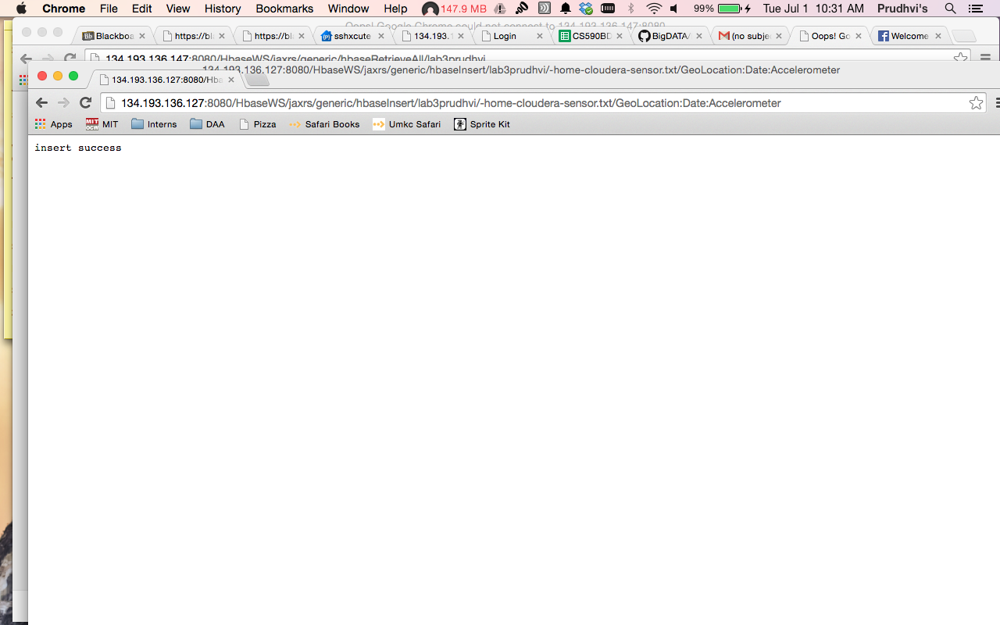 Chrome File Edit View History Bookmarks Window Help 147.9 MB 99% Tue Jul 1 10:31 AM Prudhvi's
Oops! Google Chrome could not connect to 134.193.136.147:8080
Blackboa https://bla https://bla sshxcute 134.193.1 Login CS590BD BigDATA/ (no subje Oops! Go Welcome
134.193.136.147:8080/HbaseWS/jaxrs/generic/hbaseRetrieveAll/lab3prudhvi
134.193.136.127:8080/HbaseWS/jaxrs/generic/hbaseInsert/lab3prudhvi/-home-cloudera-sensor.txt/GeoLocation:Date:Accelerometer
134.193.136.127:8080/Hba
134.193.136.127:8080/HbaseWS/jaxrs/generic/hbaseInsert/lab3prudhvi/-home-cloudera-sensor.txt/GeoLocation:Date:Accelerometer
Apps MIT Interns DAA Pizza Safari Books Umkc Safari Sprite Kit
insert success